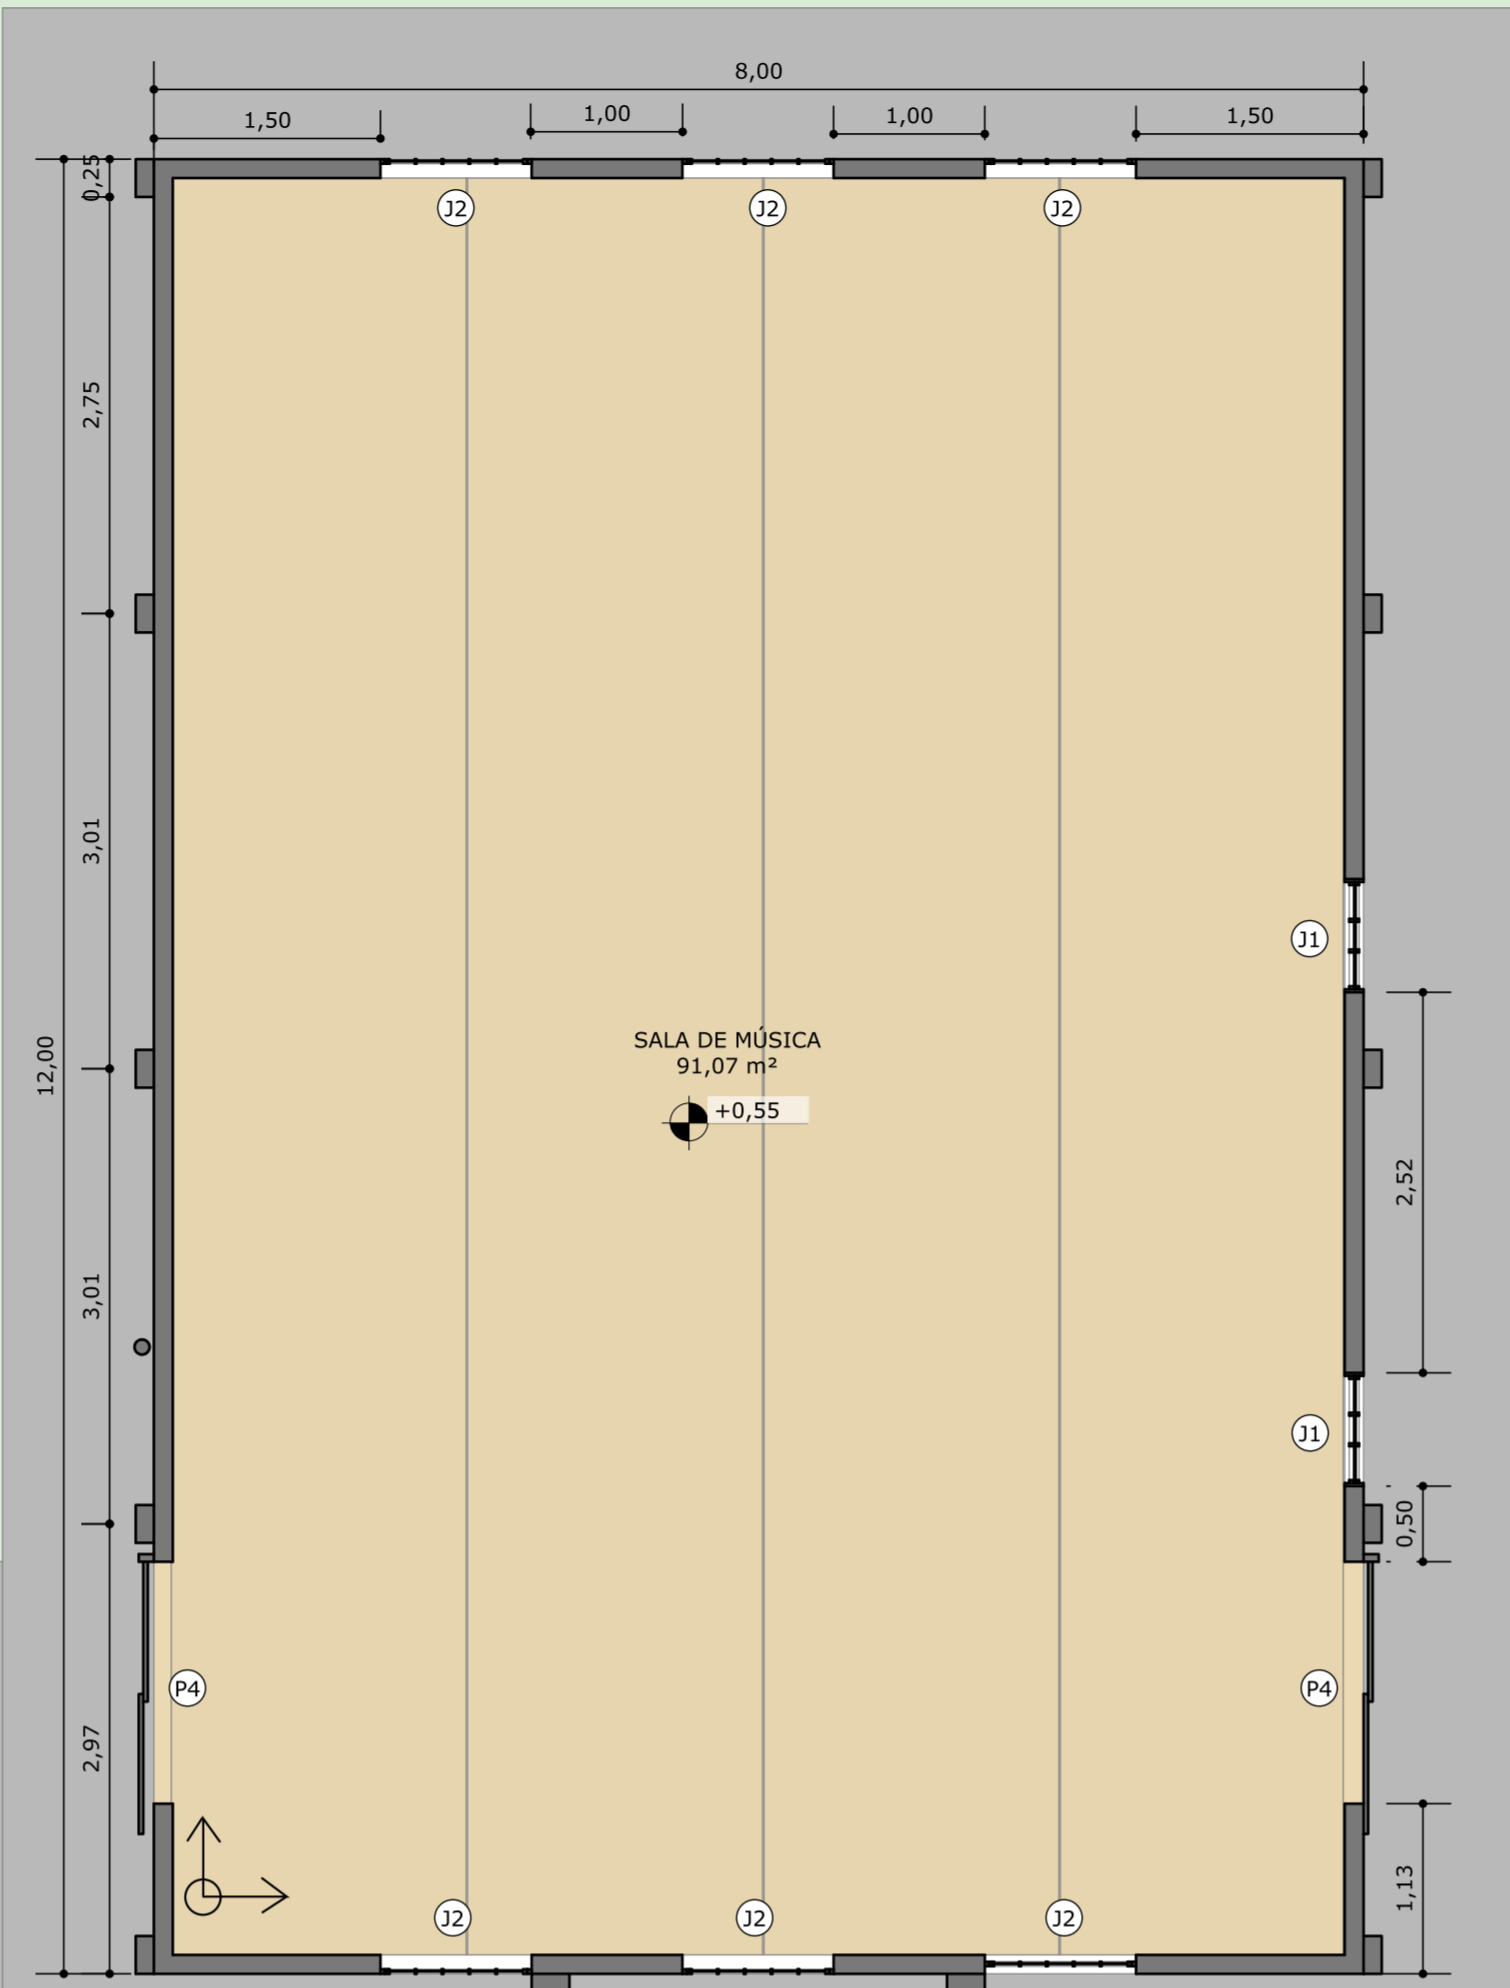 8,00
1,50
1,00
1,00
1,50
0,25
J2
J2
J2
2,75
3,01
J1
SALA DE MÚSICA
91,07 m²
12,00
+0,55
2,52
3,01
J1
0,50
P4
P4
2,97
1,13
J2
J2
J2